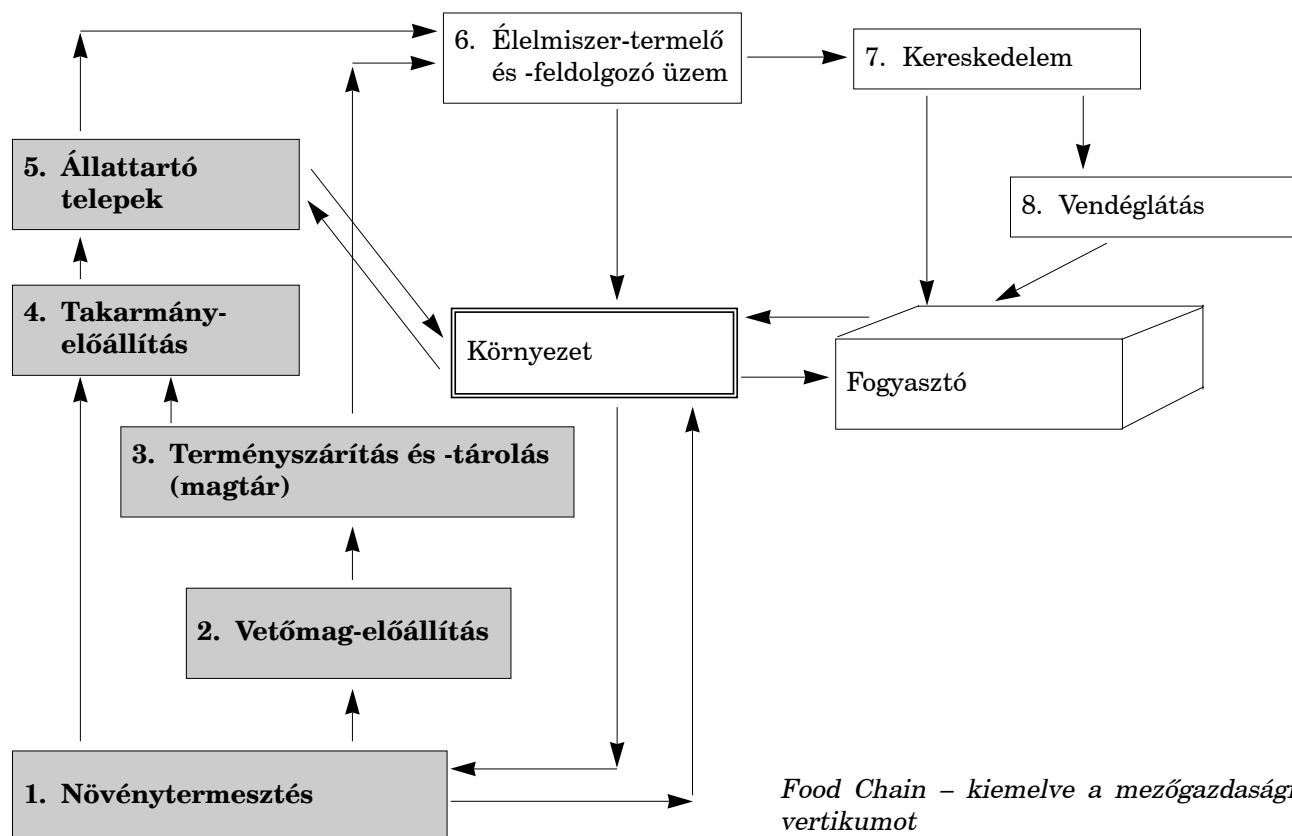 6. Élelmiszer-termelő
és -feldolgozó üzem
7. Kereskedelem
5. Állattartó
telepek
8. Vendéglátás
4. Takarmány-
előállítás
Környezet
Fogyasztó
3. Terményszárítás és -tárolás
(magtár)
2. Vetőmag-előállítás
1. Növénytermesztés
Food Chain – kiemelve a mezőgazdasági
vertikumot